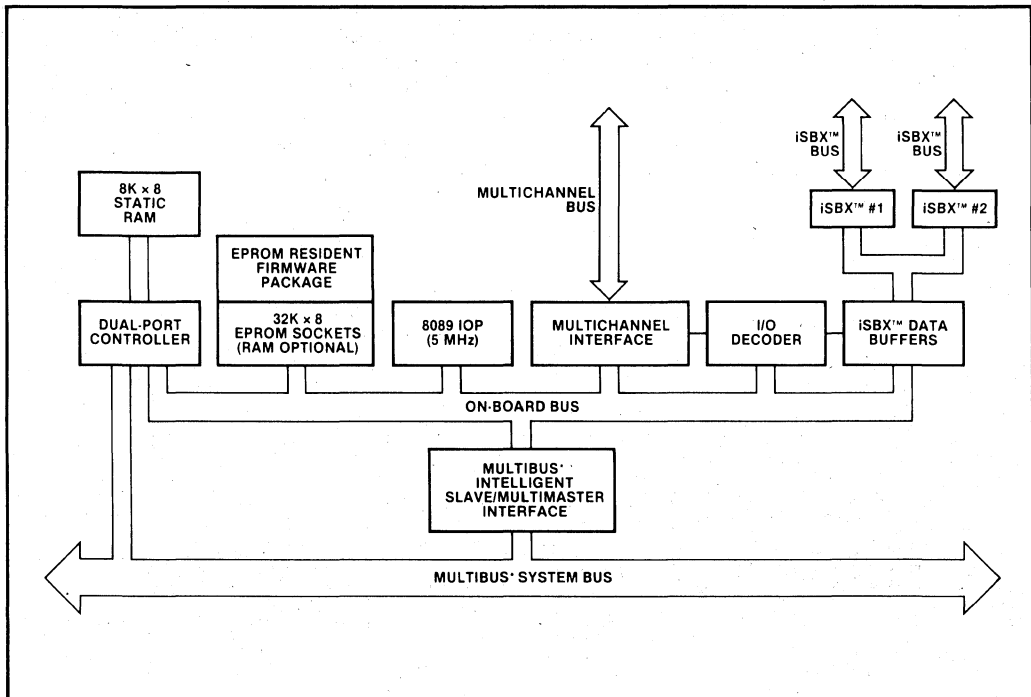 iSBX™
BUS
iSBX™
BUS
MULTICHANNEL
BUS
8K × 8
STATIC
RAM
iSBX™ #1
iSBX™ #2
EPROM RESIDENT
FIRMWARE
PACKAGE
DUAL-PORT
CONTROLLER
32K × 8
EPROM SOCKETS
(RAM OPTIONAL)
8089 IOP
(5 MHz)
MULTICHANNEL
INTERFACE
I/O
DECODER
iSBX™ DATA
BUFFERS
ON-BOARD BUS
MULTIBUS*
INTELLIGENT
SLAVE/MULTIMASTER
INTERFACE
MULTIBUS* SYSTEM BUS